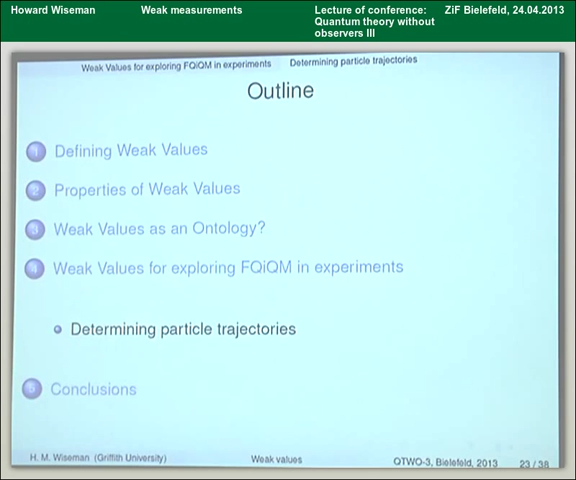 Howard Wiseman
Weak measurements
Lecture of conference:
Quantum theory without
observers III
ZiF Bielefeld, 24.04.2013
Weak Values for exploring FQiQM in experiments
Determining particle trajectories
Outline
1 Defining Weak Values
2 Properties of Weak Values
3 Weak Values as an Ontology?
4 Weak Values for exploring FQiQM in experiments
Determining particle trajectories
5 Conclusions
H. M. Wiseman (Griffith University)
Weak values
QTWO-3, Bielefeld, 2013
23 / 38